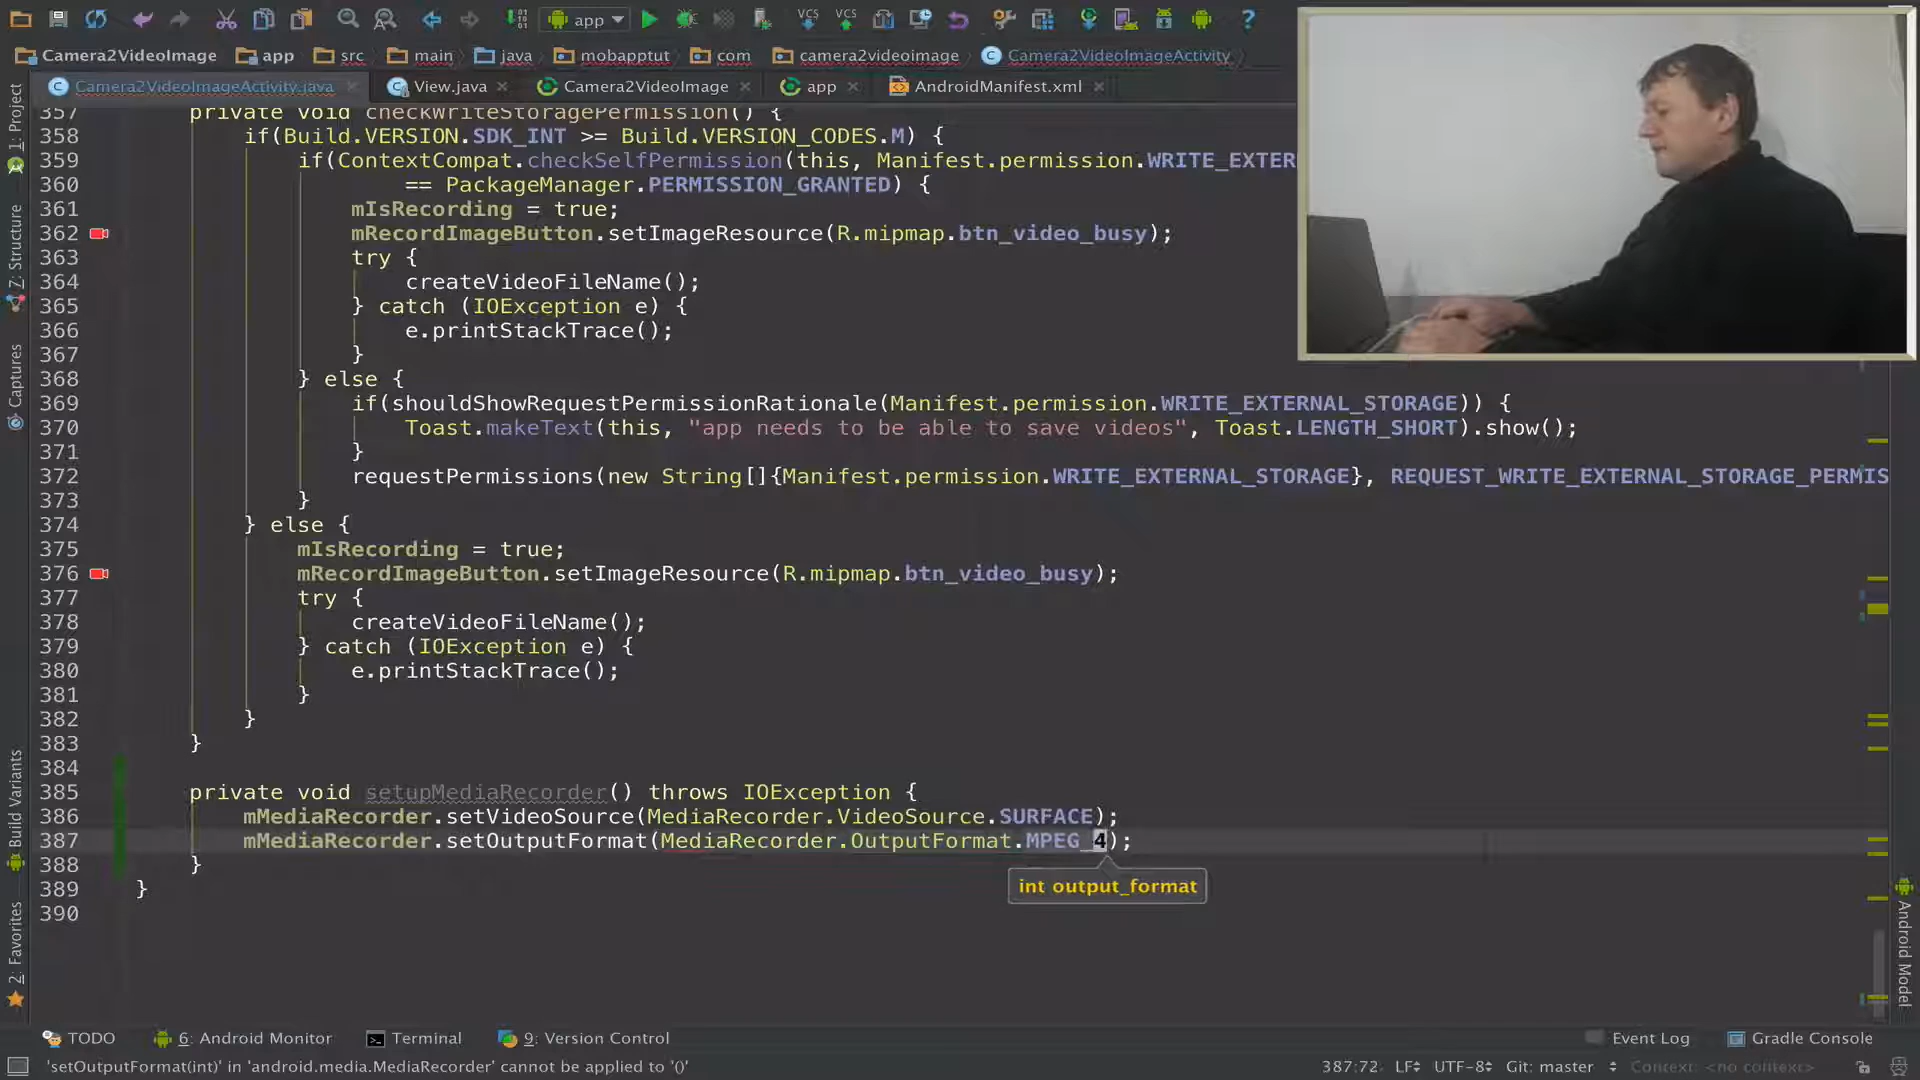 app
Camera2VideoImage app src main java mobapptut com camera2videoimage Camera2VideoImageActivity
Camera2VideoImageActivity.java View.java Camera2VideoImage app AndroidManifest.xml
1: Project
7: Structure
Captures
Build Variants
2: Favorites
357 private void checkWriteStoragePermission() {
358 if(Build.VERSION.SDK_INT >= Build.VERSION_CODES.M) {
359 if(ContextCompat.checkSelfPermission(this, Manifest.permission.WRITE_EXTER
360 == PackageManager.PERMISSION_GRANTED) {
361 mIsRecording = true;
362 mRecordImageButton.setImageResource(R.mipmap.btn_video_busy);
363 try {
364 createVideoFileName();
365 } catch (IOException e) {
366 e.printStackTrace();
367 }
368 } else {
369 if(shouldShowRequestPermissionRationale(Manifest.permission.WRITE_EXTERNAL_STORAGE)) {
370 Toast.makeText(this, "app needs to be able to save videos", Toast.LENGTH_SHORT).show();
371 }
372 requestPermissions(new String[]{Manifest.permission.WRITE_EXTERNAL_STORAGE}, REQUEST_WRITE_EXTERNAL_STORAGE_PERMIS
373 }
374 } else {
375 mIsRecording = true;
376 mRecordImageButton.setImageResource(R.mipmap.btn_video_busy);
377 try {
378 createVideoFileName();
379 } catch (IOException e) {
380 e.printStackTrace();
381 }
382 }
383 }
384
385 private void setupMediaRecorder() throws IOException {
386 mMediaRecorder.setVideoSource(MediaRecorder.VideoSource.SURFACE);
387 mMediaRecorder.setOutputFormat(MediaRecorder.OutputFormat.MPEG_4);
388 }
389 }
390
int output_format
Android Model
TODO 6: Android Monitor Terminal 9: Version Control Event Log Gradle Console
'setOutputFormat(int)' in 'android.media.MediaRecorder' cannot be applied to '()' 387:72 LF UTF-8 Git: master Context: <no context>